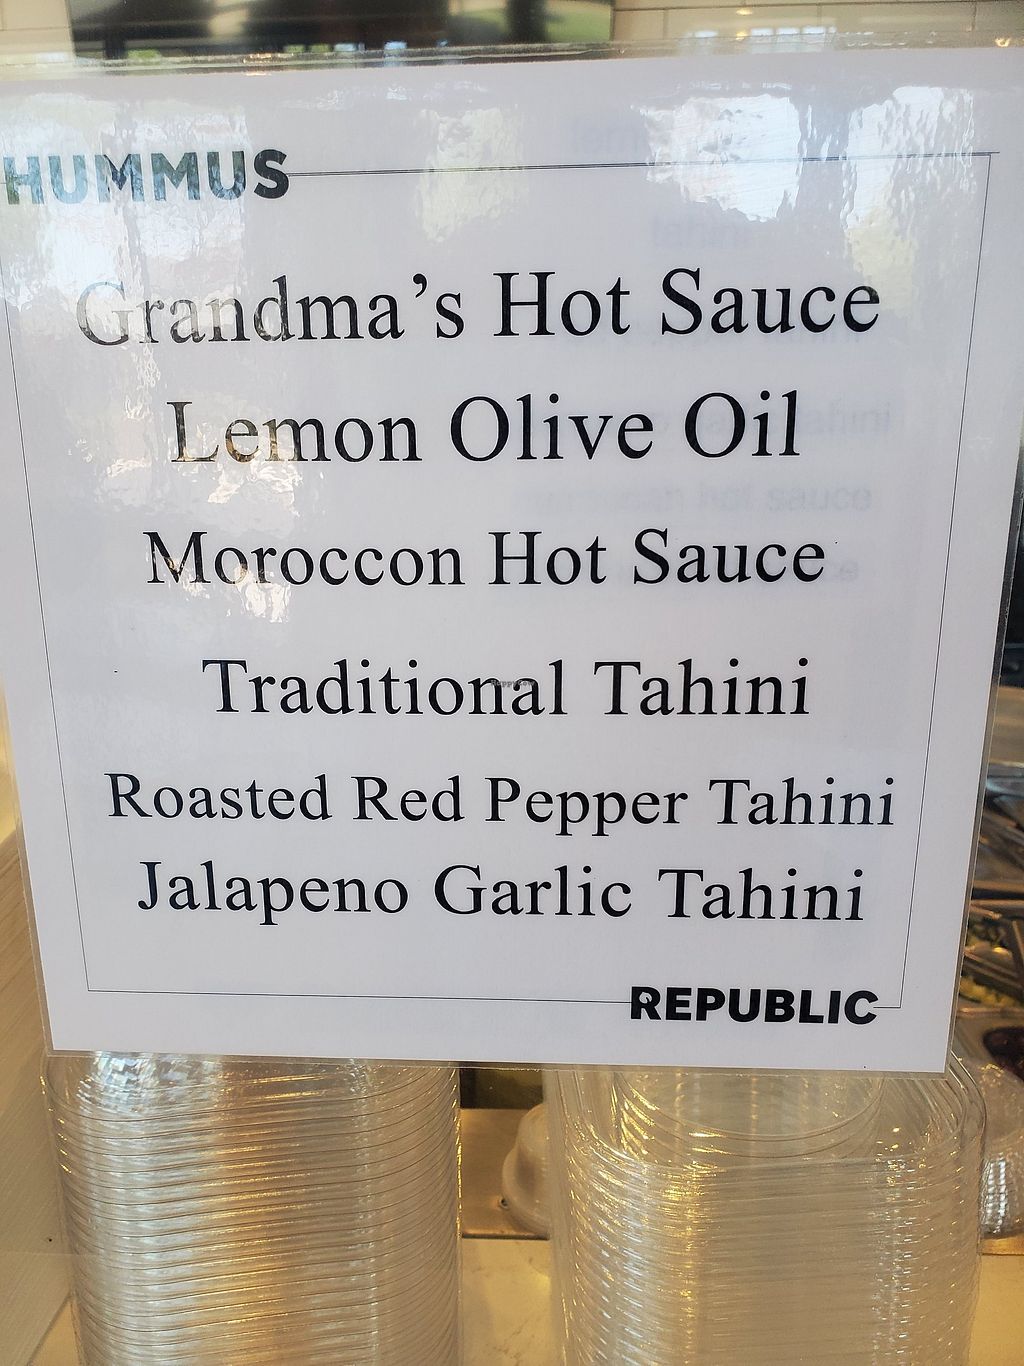 HUMMUS
Grandma's Hot Sauce
Lemon Olive Oil
Moroccon Hot Sauce
Traditional Tahini
Roasted Red Pepper Tahini
Jalapeno Garlic Tahini
REPUBLIC